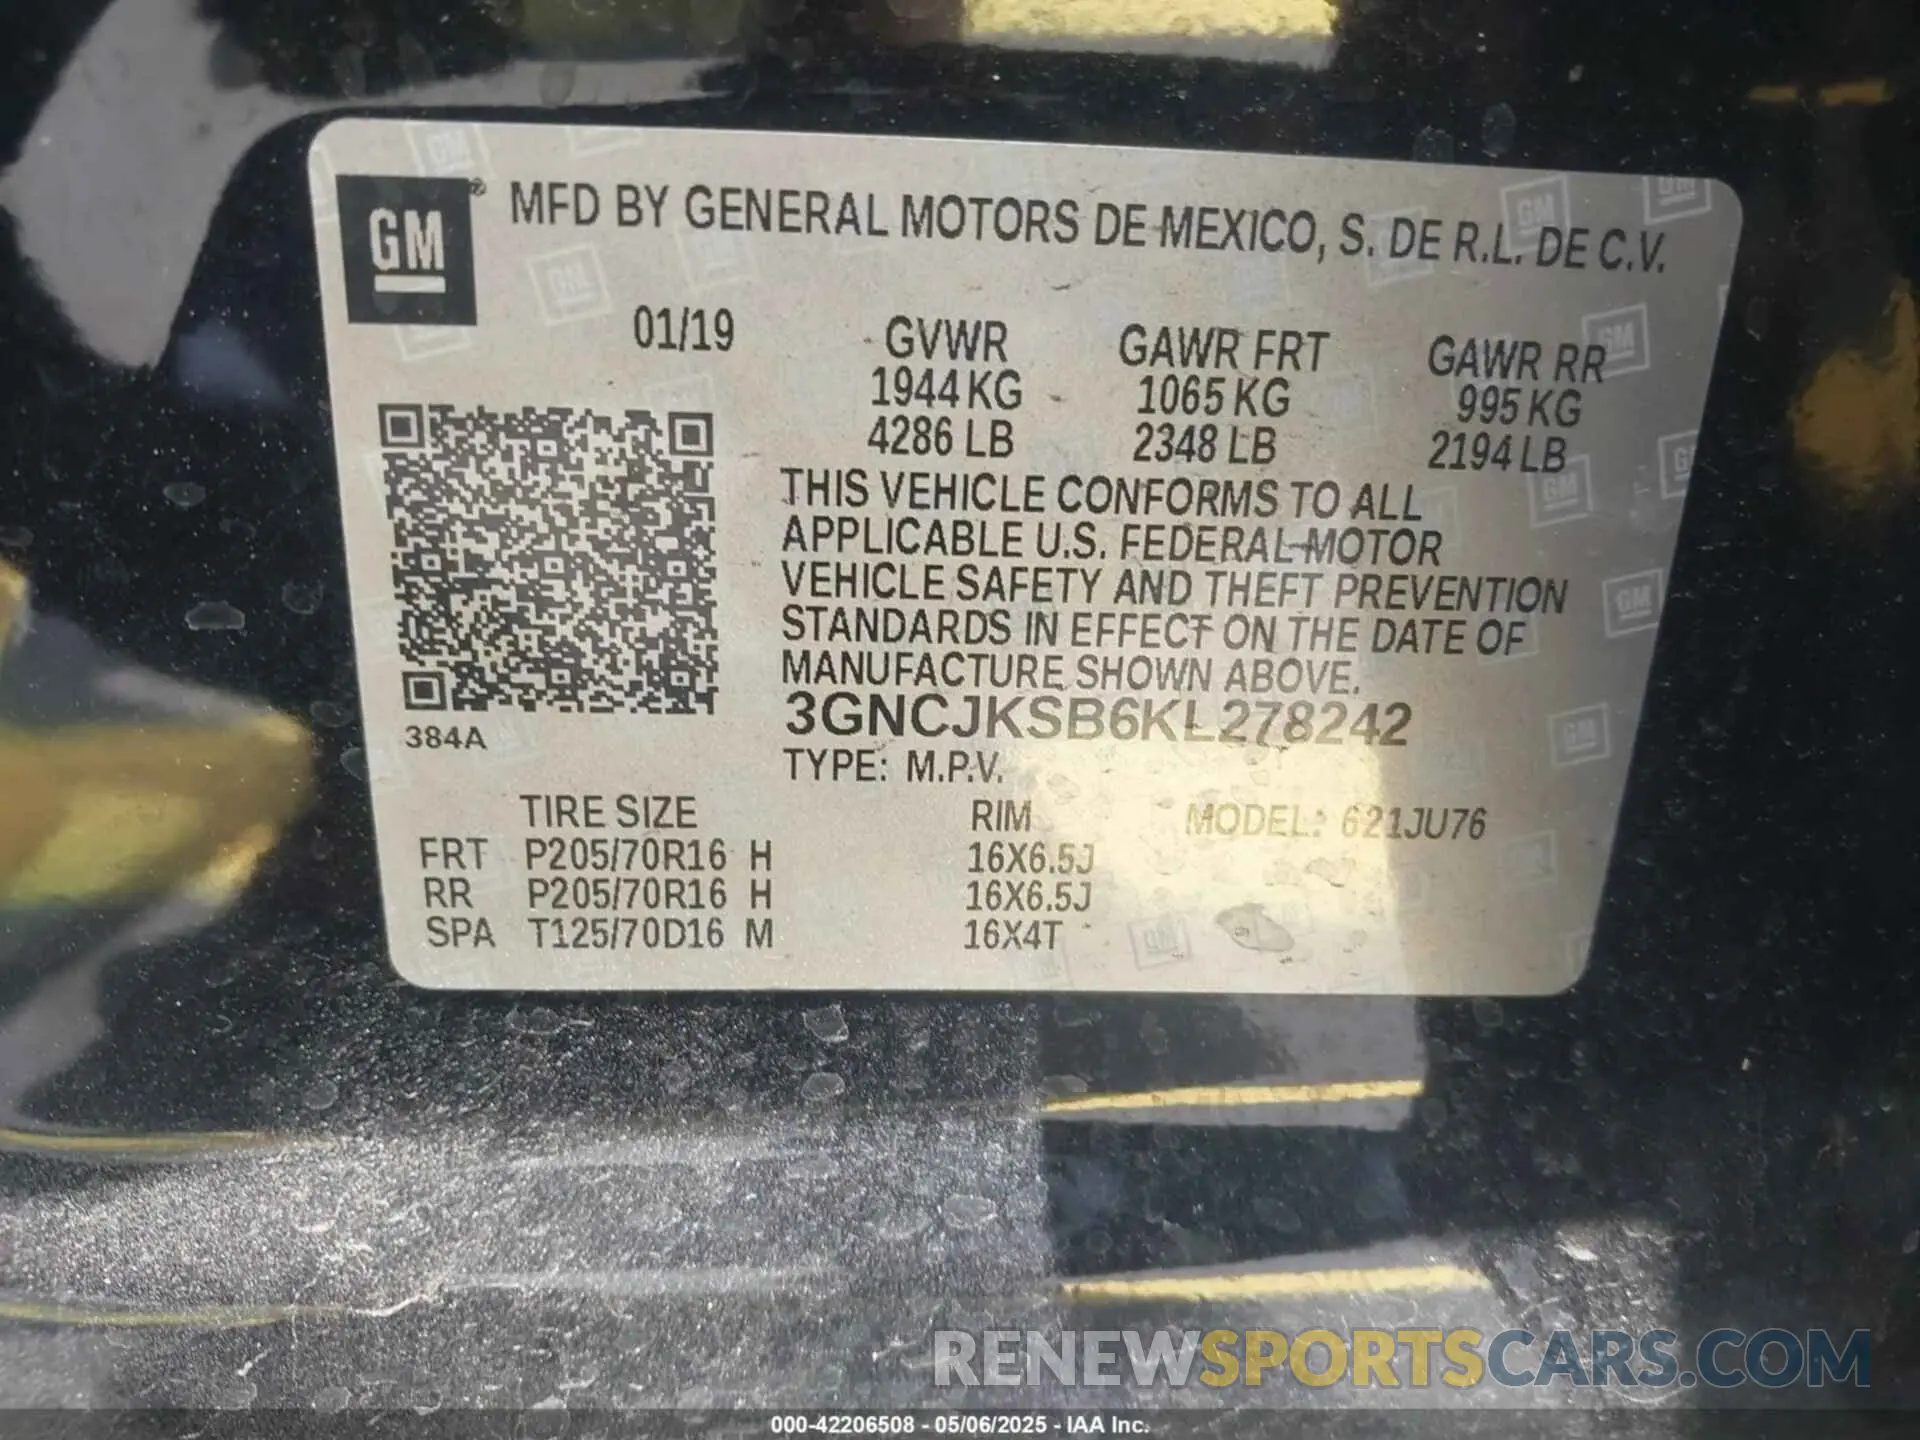 GM ® MFD BY GENERAL MOTORS DE MEXICO, S. DE R.L. DE C.V.
01/19 GVWR GAWR FRT GAWR RR
1944 KG 1065 KG 995 KG
4286 LB 2348 LB 2194 LB
THIS VEHICLE CONFORMS TO ALL
APPLICABLE U.S. FEDERAL MOTOR
VEHICLE SAFETY AND THEFT PREVENTION
STANDARDS IN EFFECT ON THE DATE OF
MANUFACTURE SHOWN ABOVE.
3GNCJKSB6KL278242
384A
TYPE: M.P.V.
TIRE SIZE RIM MODEL: 621JU76
FRT P205/70R16 H 16X6.5J
RR P205/70R16 H 16X6.5J
SPA T125/70D16 M 16X4T
RENEWSPORTSCARS.COM
000-42206508 - 05/06/2025 - IAA Inc.